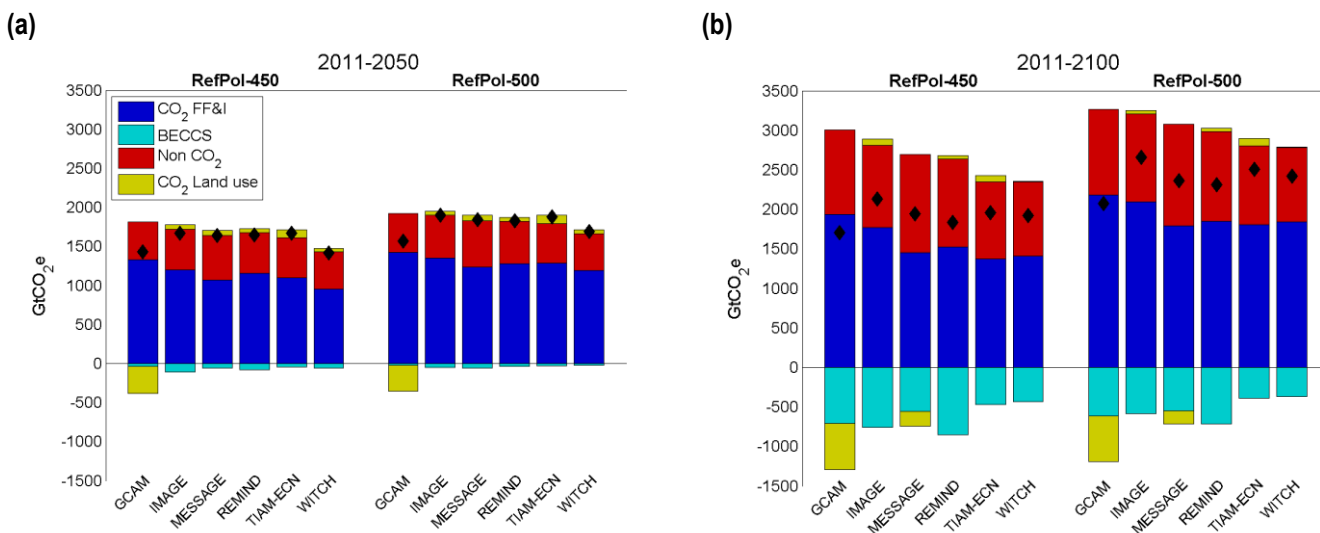 (a)
2011-2050
RefPol-450
RefPol-500
3500
3000
2500
2000
1500
1000
500
0
-500
-1000
-1500
GtCO2e
CO2 FF&I
BECCS
Non CO2
CO2 Land use
GCAM
IMAGE
MESSAGE
REMIND
TIAM-ECN
WITCH
GCAM
IMAGE
MESSAGE
REMIND
TIAM-ECN
WITCH
(b)
2011-2100
RefPol-450
RefPol-500
3500
3000
2500
2000
1500
1000
500
0
-500
-1000
-1500
GtCO2e
GCAM
IMAGE
MESSAGE
REMIND
TIAM-ECN
WITCH
GCAM
IMAGE
MESSAGE
REMIND
TIAM-ECN
WITCH